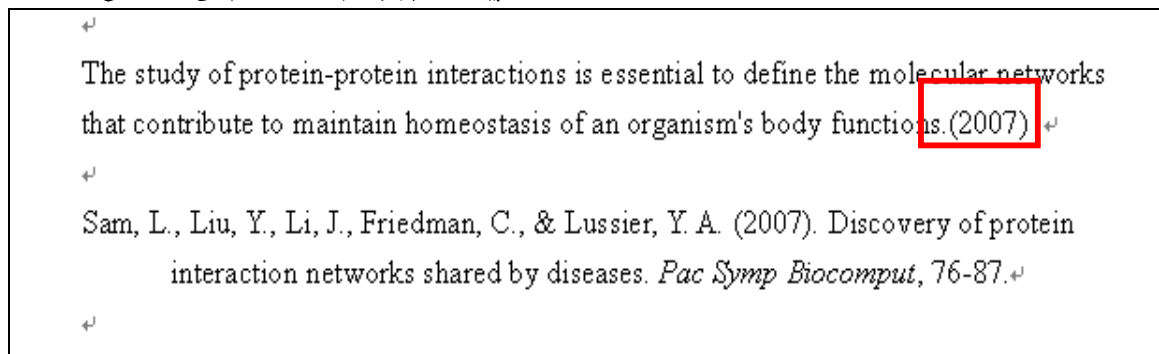 The study of protein-protein interactions is essential to define the molecular networks
that contribute to maintain homeostasis of an organism's body functions.(2007)
Sam, L., Liu, Y., Li, J., Friedman, C., & Lussier, Y. A. (2007). Discovery of protein
interaction networks shared by diseases. Pac Symp Biocomput, 76-87.